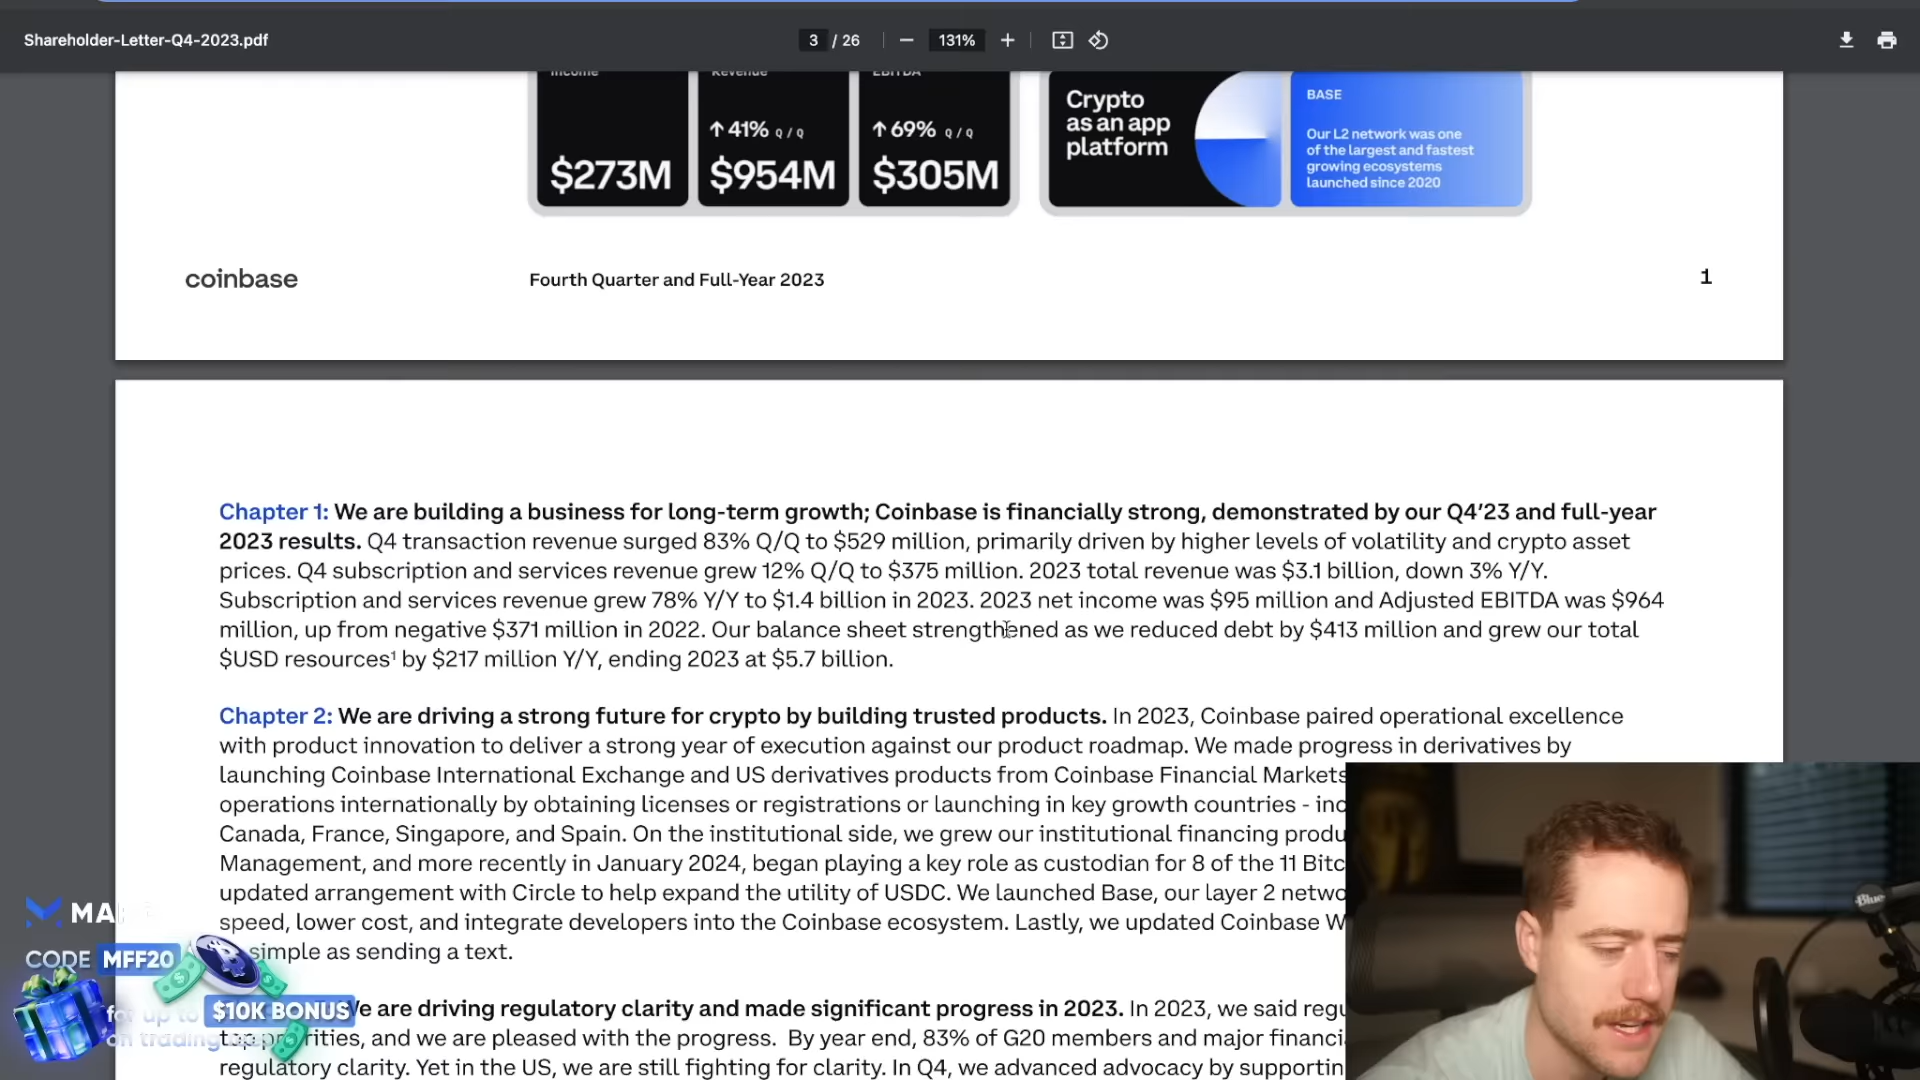 Shareholder-Letter-Q4-2023.pdf
3 / 26
131%
Income
Revenue
EBITDA
↑41% Q/Q
↑69% Q/Q
$273M
$954M
$305M
Crypto
as an app
platform
BASE
Our L2 network was one
of the largest and fastest
growing ecosystems
launched since 2020
coinbase
Fourth Quarter and Full-Year 2023
1
Chapter 1: We are building a business for long-term growth; Coinbase is financially strong, demonstrated by our Q4'23 and full-year
2023 results. Q4 transaction revenue surged 83% Q/Q to $529 million, primarily driven by higher levels of volatility and crypto asset
prices. Q4 subscription and services revenue grew 12% Q/Q to $375 million. 2023 total revenue was $3.1 billion, down 3% Y/Y.
Subscription and services revenue grew 78% Y/Y to $1.4 billion in 2023. 2023 net income was $95 million and Adjusted EBITDA was $964
million, up from negative $371 million in 2022. Our balance sheet strengthened as we reduced debt by $413 million and grew our total
$USD resources¹ by $217 million Y/Y, ending 2023 at $5.7 billion.
Chapter 2: We are driving a strong future for crypto by building trusted products. In 2023, Coinbase paired operational excellence
with product innovation to deliver a strong year of execution against our product roadmap. We made progress in derivatives by
launching Coinbase International Exchange and US derivatives products from Coinbase Financial Markets
operations internationally by obtaining licenses or registrations or launching in key growth countries - inc
Canada, France, Singapore, and Spain. On the institutional side, we grew our institutional financing produ
Management, and more recently in January 2024, began playing a key role as custodian for 8 of the 11 Bitc
updated arrangement with Circle to help expand the utility of USDC. We launched Base, our layer 2 netwo
speed, lower cost, and integrate developers into the Coinbase ecosystem. Lastly, we updated Coinbase W
simple as sending a text.
We are driving regulatory clarity and made significant progress in 2023. In 2023, we said regu
rities, and we are pleased with the progress. By year end, 83% of G20 members and major financi
regulatory clarity. Yet in the US, we are still fighting for clarity. In Q4, we advanced advocacy by supportin
MA
CODE MFF20
for up to $10K BONUS
on trading
Blue